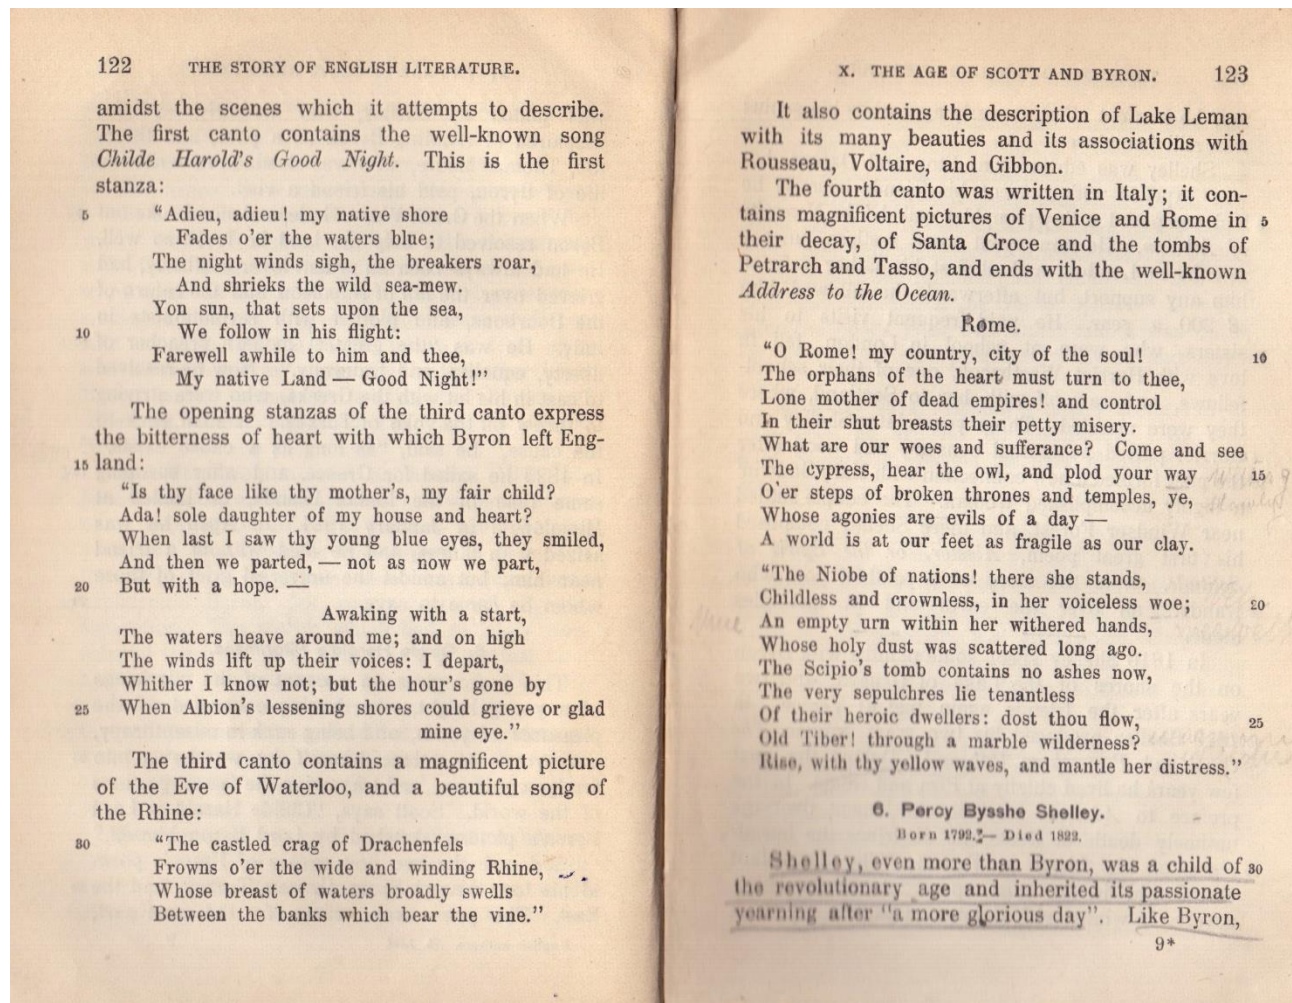 122 THE STORY OF ENGLISH LITERATURE.
amidst the scenes which it attempts to describe.
The first canto contains the well-known song
Childe Harold's Good Night. This is the first
stanza:
5 "Adieu, adieu! my native shore
Fades o'er the waters blue;
The night winds sigh, the breakers roar,
And shrieks the wild sea-mew.
Yon sun, that sets upon the sea,
10 We follow in his flight:
Farewell awhile to him and thee,
My native Land — Good Night!"
The opening stanzas of the third canto express
the bitterness of heart with which Byron left Eng-
15 land:
"Is thy face like thy mother's, my fair child?
Ada! sole daughter of my house and heart?
When last I saw thy young blue eyes, they smiled,
And then we parted, — not as now we part,
20 But with a hope. —
Awaking with a start,
The waters heave around me; and on high
The winds lift up their voices: I depart,
Whither I know not; but the hour's gone by
25 When Albion's lessening shores could grieve or glad
mine eye."
The third canto contains a magnificent picture
of the Eve of Waterloo, and a beautiful song of
the Rhine:
30 "The castled crag of Drachenfels
Frowns o'er the wide and winding Rhine,
Whose breast of waters broadly swells
Between the banks which bear the vine."
X. THE AGE OF SCOTT AND BYRON. 123
It also contains the description of Lake Leman
with its many beauties and its associations with
Rousseau, Voltaire, and Gibbon.
The fourth canto was written in Italy; it con-
tains magnificent pictures of Venice and Rome in 5
their decay, of Santa Croce and the tombs of
Petrarch and Tasso, and ends with the well-known
Address to the Ocean.
Rome.
"O Rome! my country, city of the soul! 10
The orphans of the heart must turn to thee,
Lone mother of dead empires! and control
In their shut breasts their petty misery.
What are our woes and sufferance? Come and see
The cypress, hear the owl, and plod your way 15
O'er steps of broken thrones and temples, ye,
Whose agonies are evils of a day —
A world is at our feet as fragile as our clay.
"The Niobe of nations! there she stands,
Childless and crownless, in her voiceless woe; 20
An empty urn within her withered hands,
Whose holy dust was scattered long ago.
The Scipio's tomb contains no ashes now,
The very sepulchres lie tenantless
Of their heroic dwellers: dost thou flow, 25
Old Tiber! through a marble wilderness?
Rise, with thy yellow waves, and mantle her distress."
6. Percy Bysshe Shelley.
Born 1792. — Died 1822.
Shelley, even more than Byron, was a child of 30
the revolutionary age and inherited its passionate
yearning after "a more glorious day". Like Byron,
9*